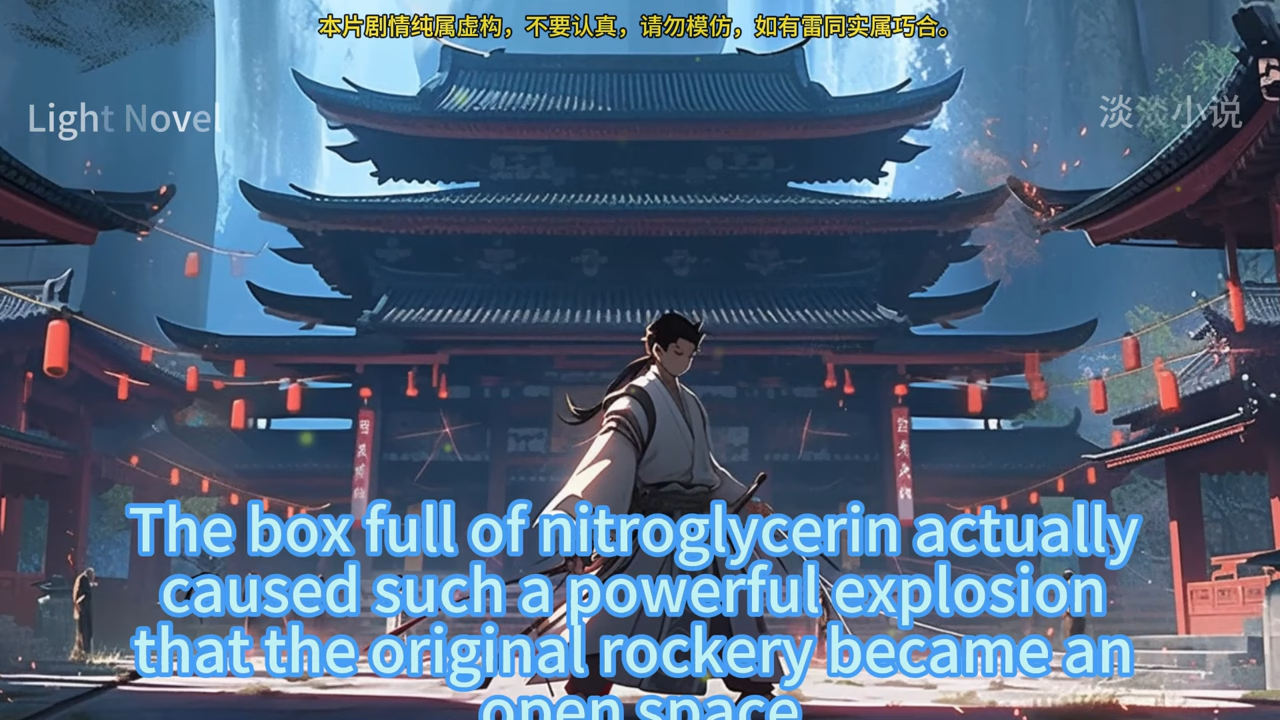 本片剧情纯属虚构，不要认真，请勿模仿，如有雷同实属巧合。
Light Novel
淡淡小说
The box full of nitroglycerin actually
caused such a powerful explosion
that the original rockery became an
open space